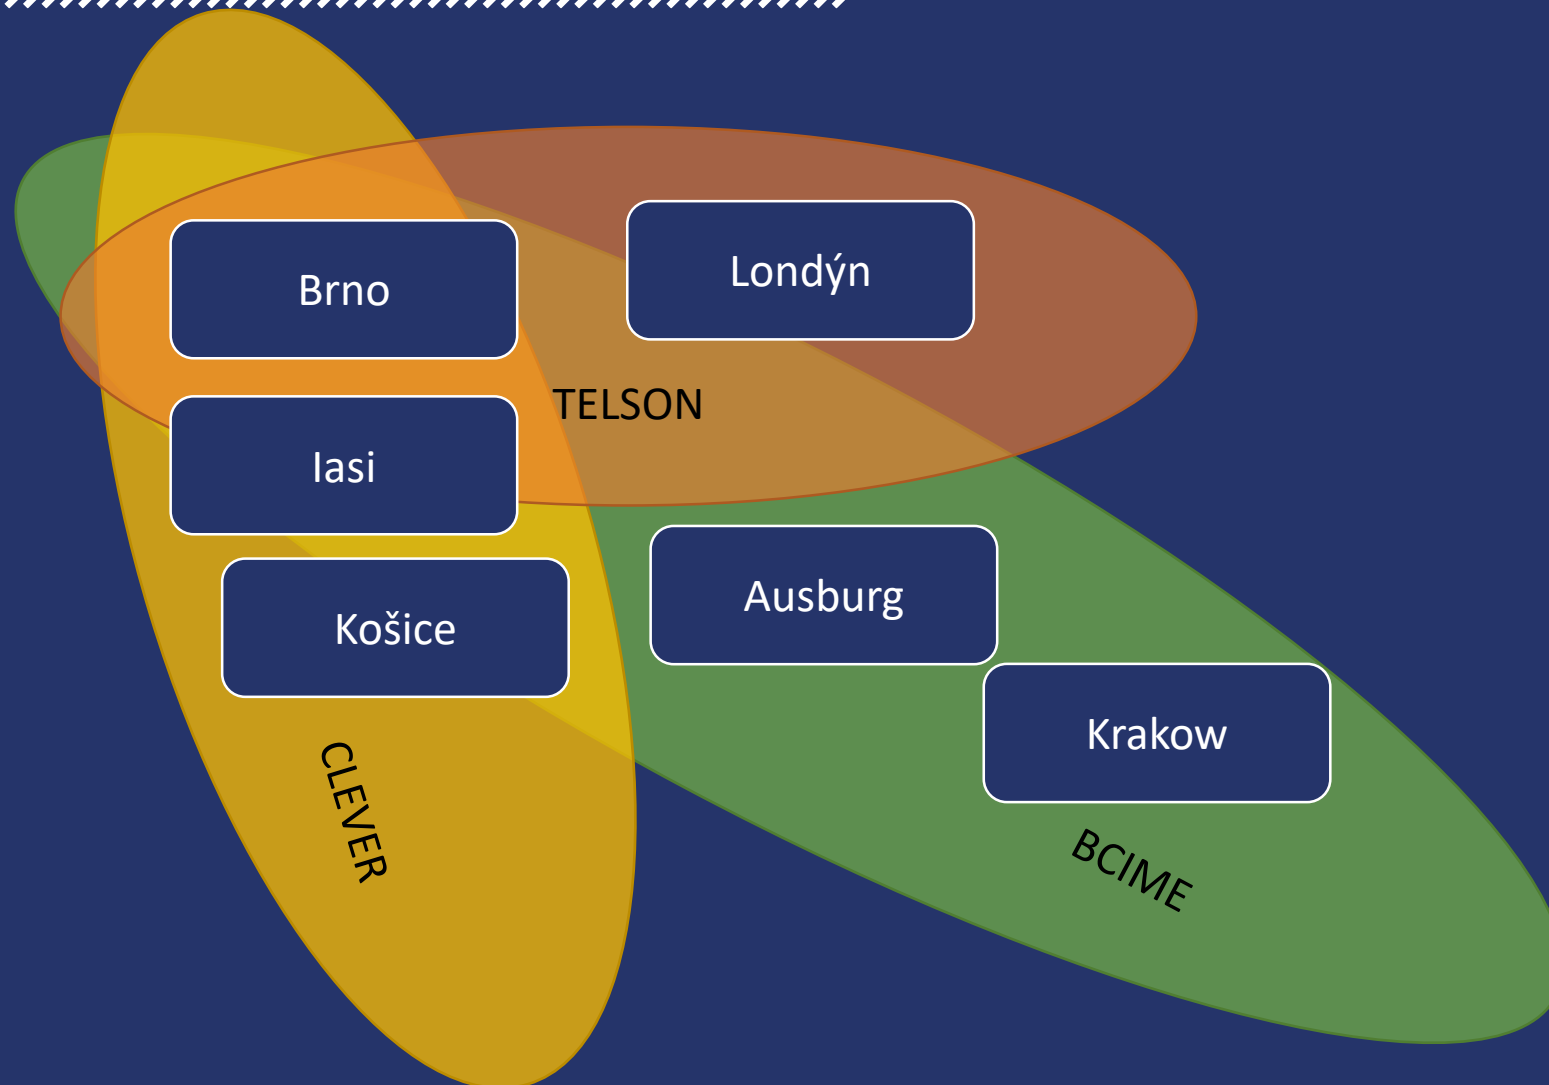 Brno
Londýn
TELSON
Iasi
Ausburg
Košice
Krakow
CLEVER
BCIME